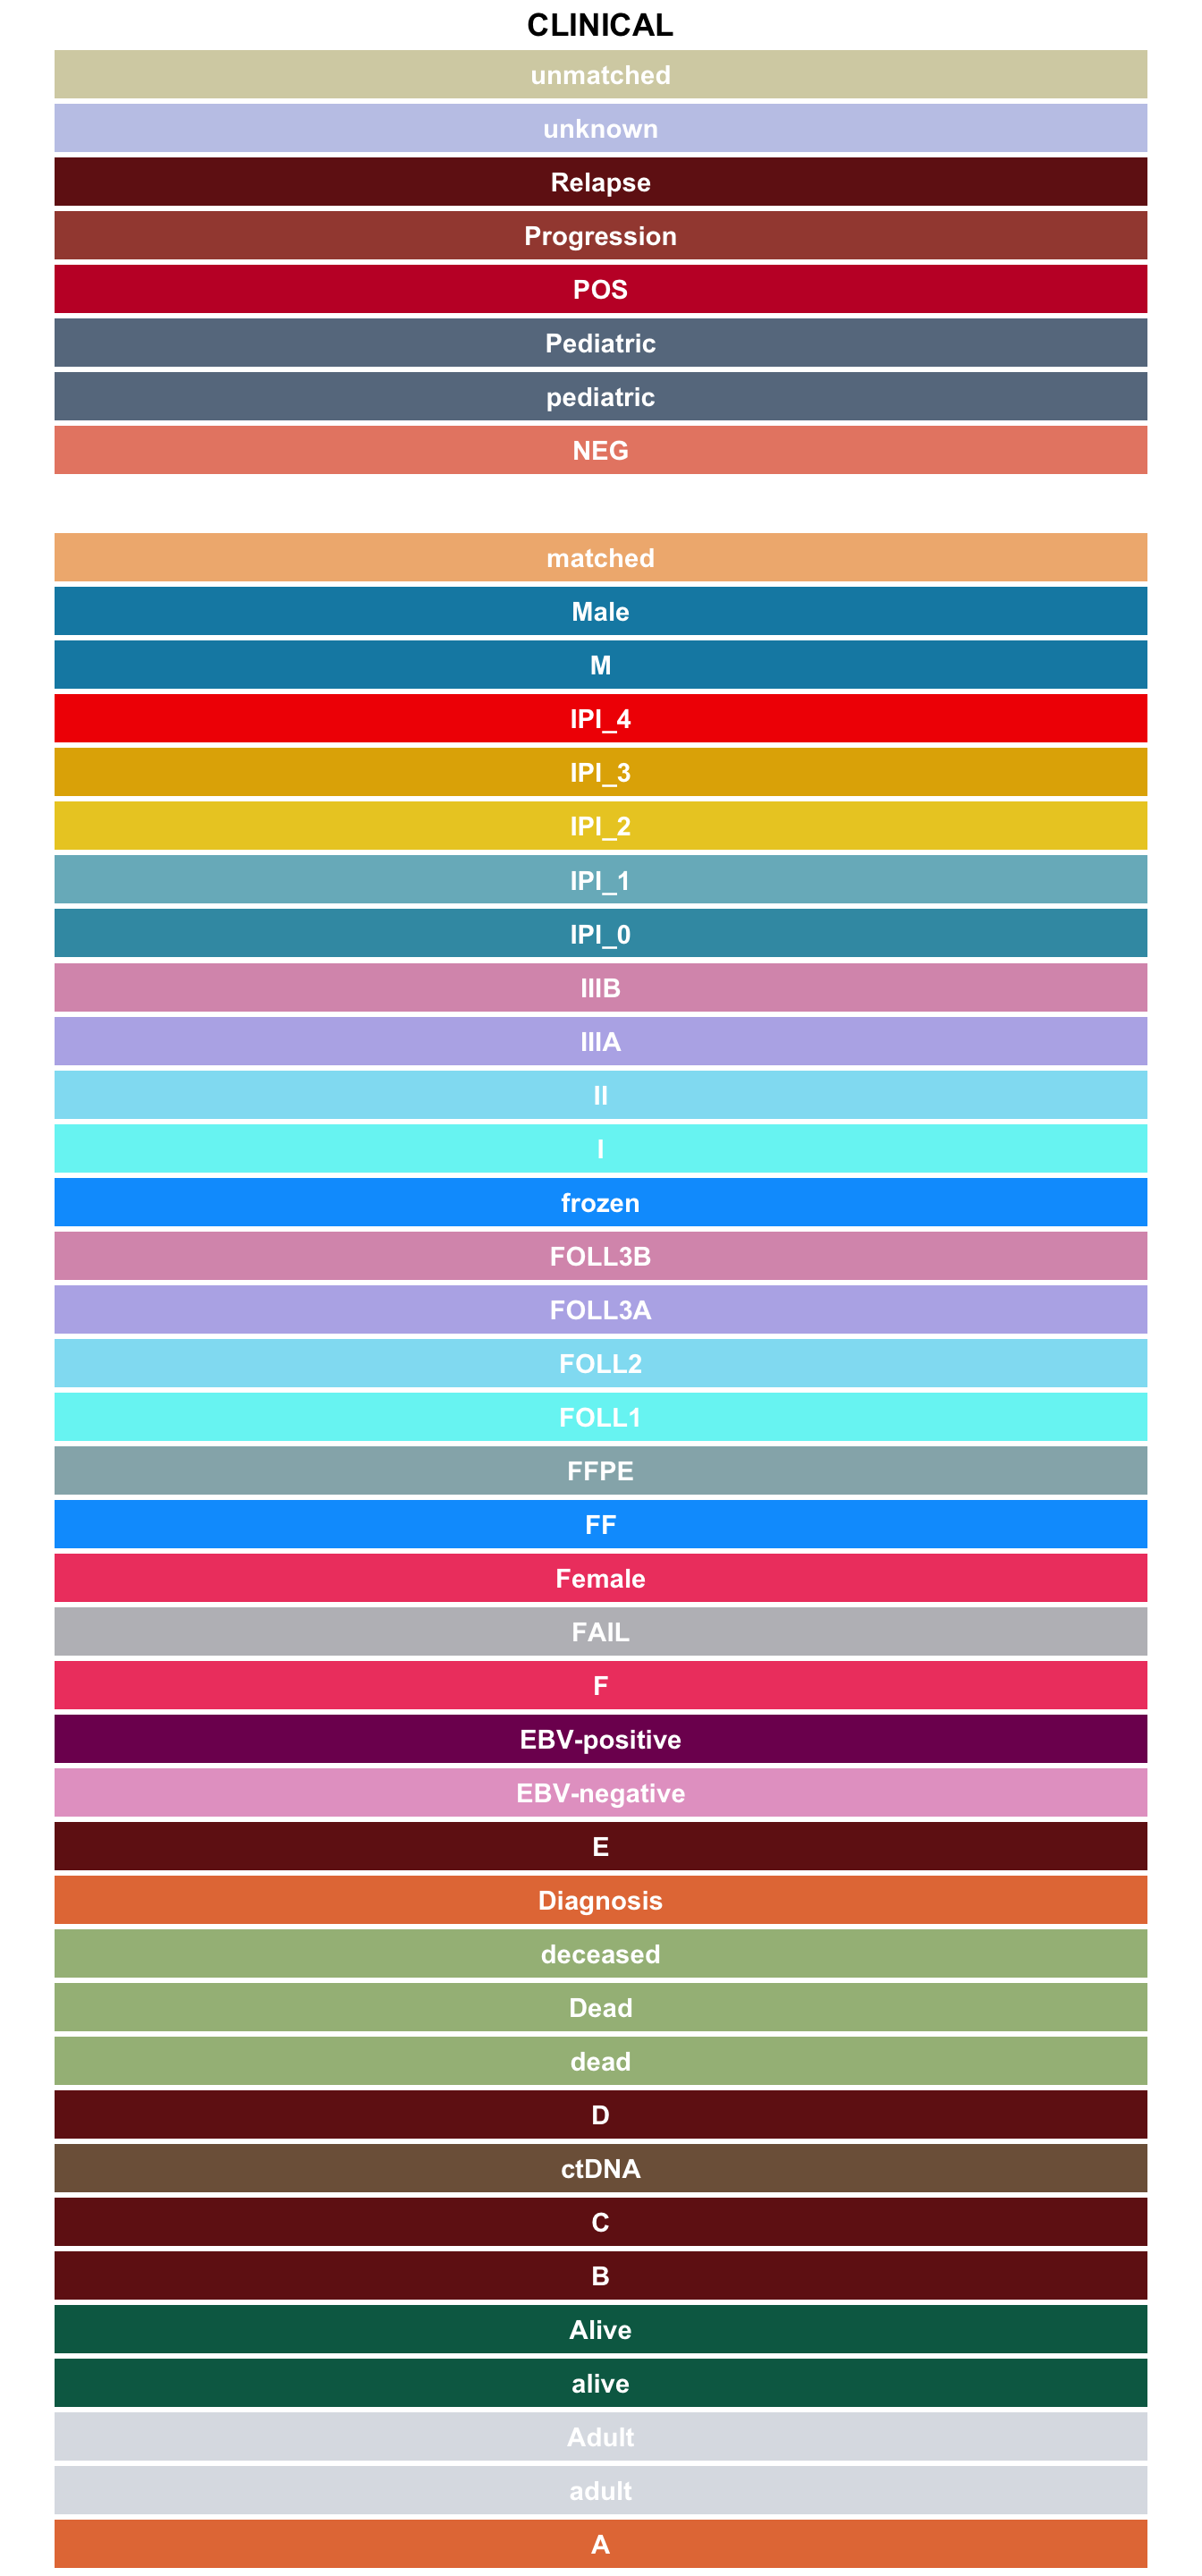 CLINICAL
unmatched
unknown
Relapse
Progression
POS
Pediatric
pediatric
NEG
matched
Male
M
IPI_4
IPI_3
IPI_2
IPI_1
IPI_0
IIIB
IIIA
II
I
frozen
FOLL3B
FOLL3A
FOLL2
FOLL1
FFPE
FF
Female
FAIL
F
EBV-positive
EBV-negative
E
Diagnosis
deceased
Dead
dead
D
ctDNA
C
B
Alive
alive
Adult
adult
A